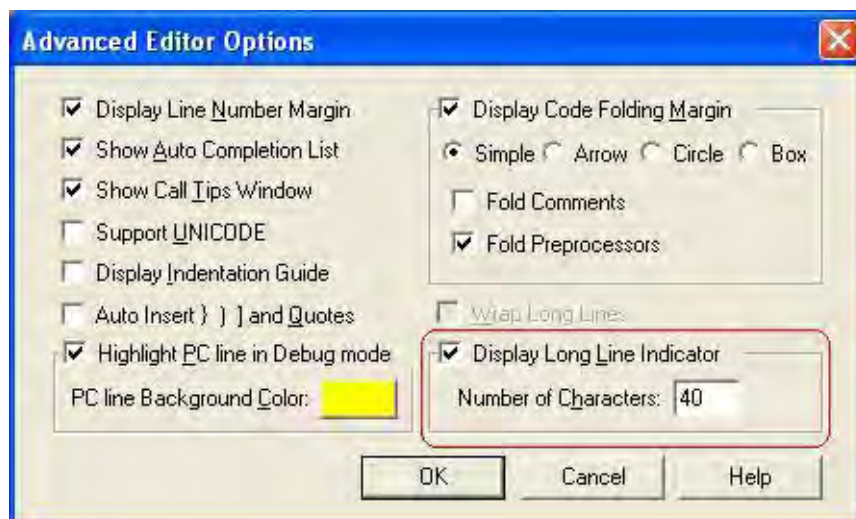 Advanced Editor Options
Display Line Number Margin
Show Auto Completion List
Show Call Tips Window
Support UNICODE
Display Indentation Guide
Auto Insert } ) ] and Quotes
Highlight PC line in Debug mode
PC line Background Color:
Display Code Folding Margin
Simple Arrow Circle Box
Fold Comments
Fold Preprocessors
Wrap Long Lines
Display Long Line Indicator
Number of Characters: 40
OK Cancel Help